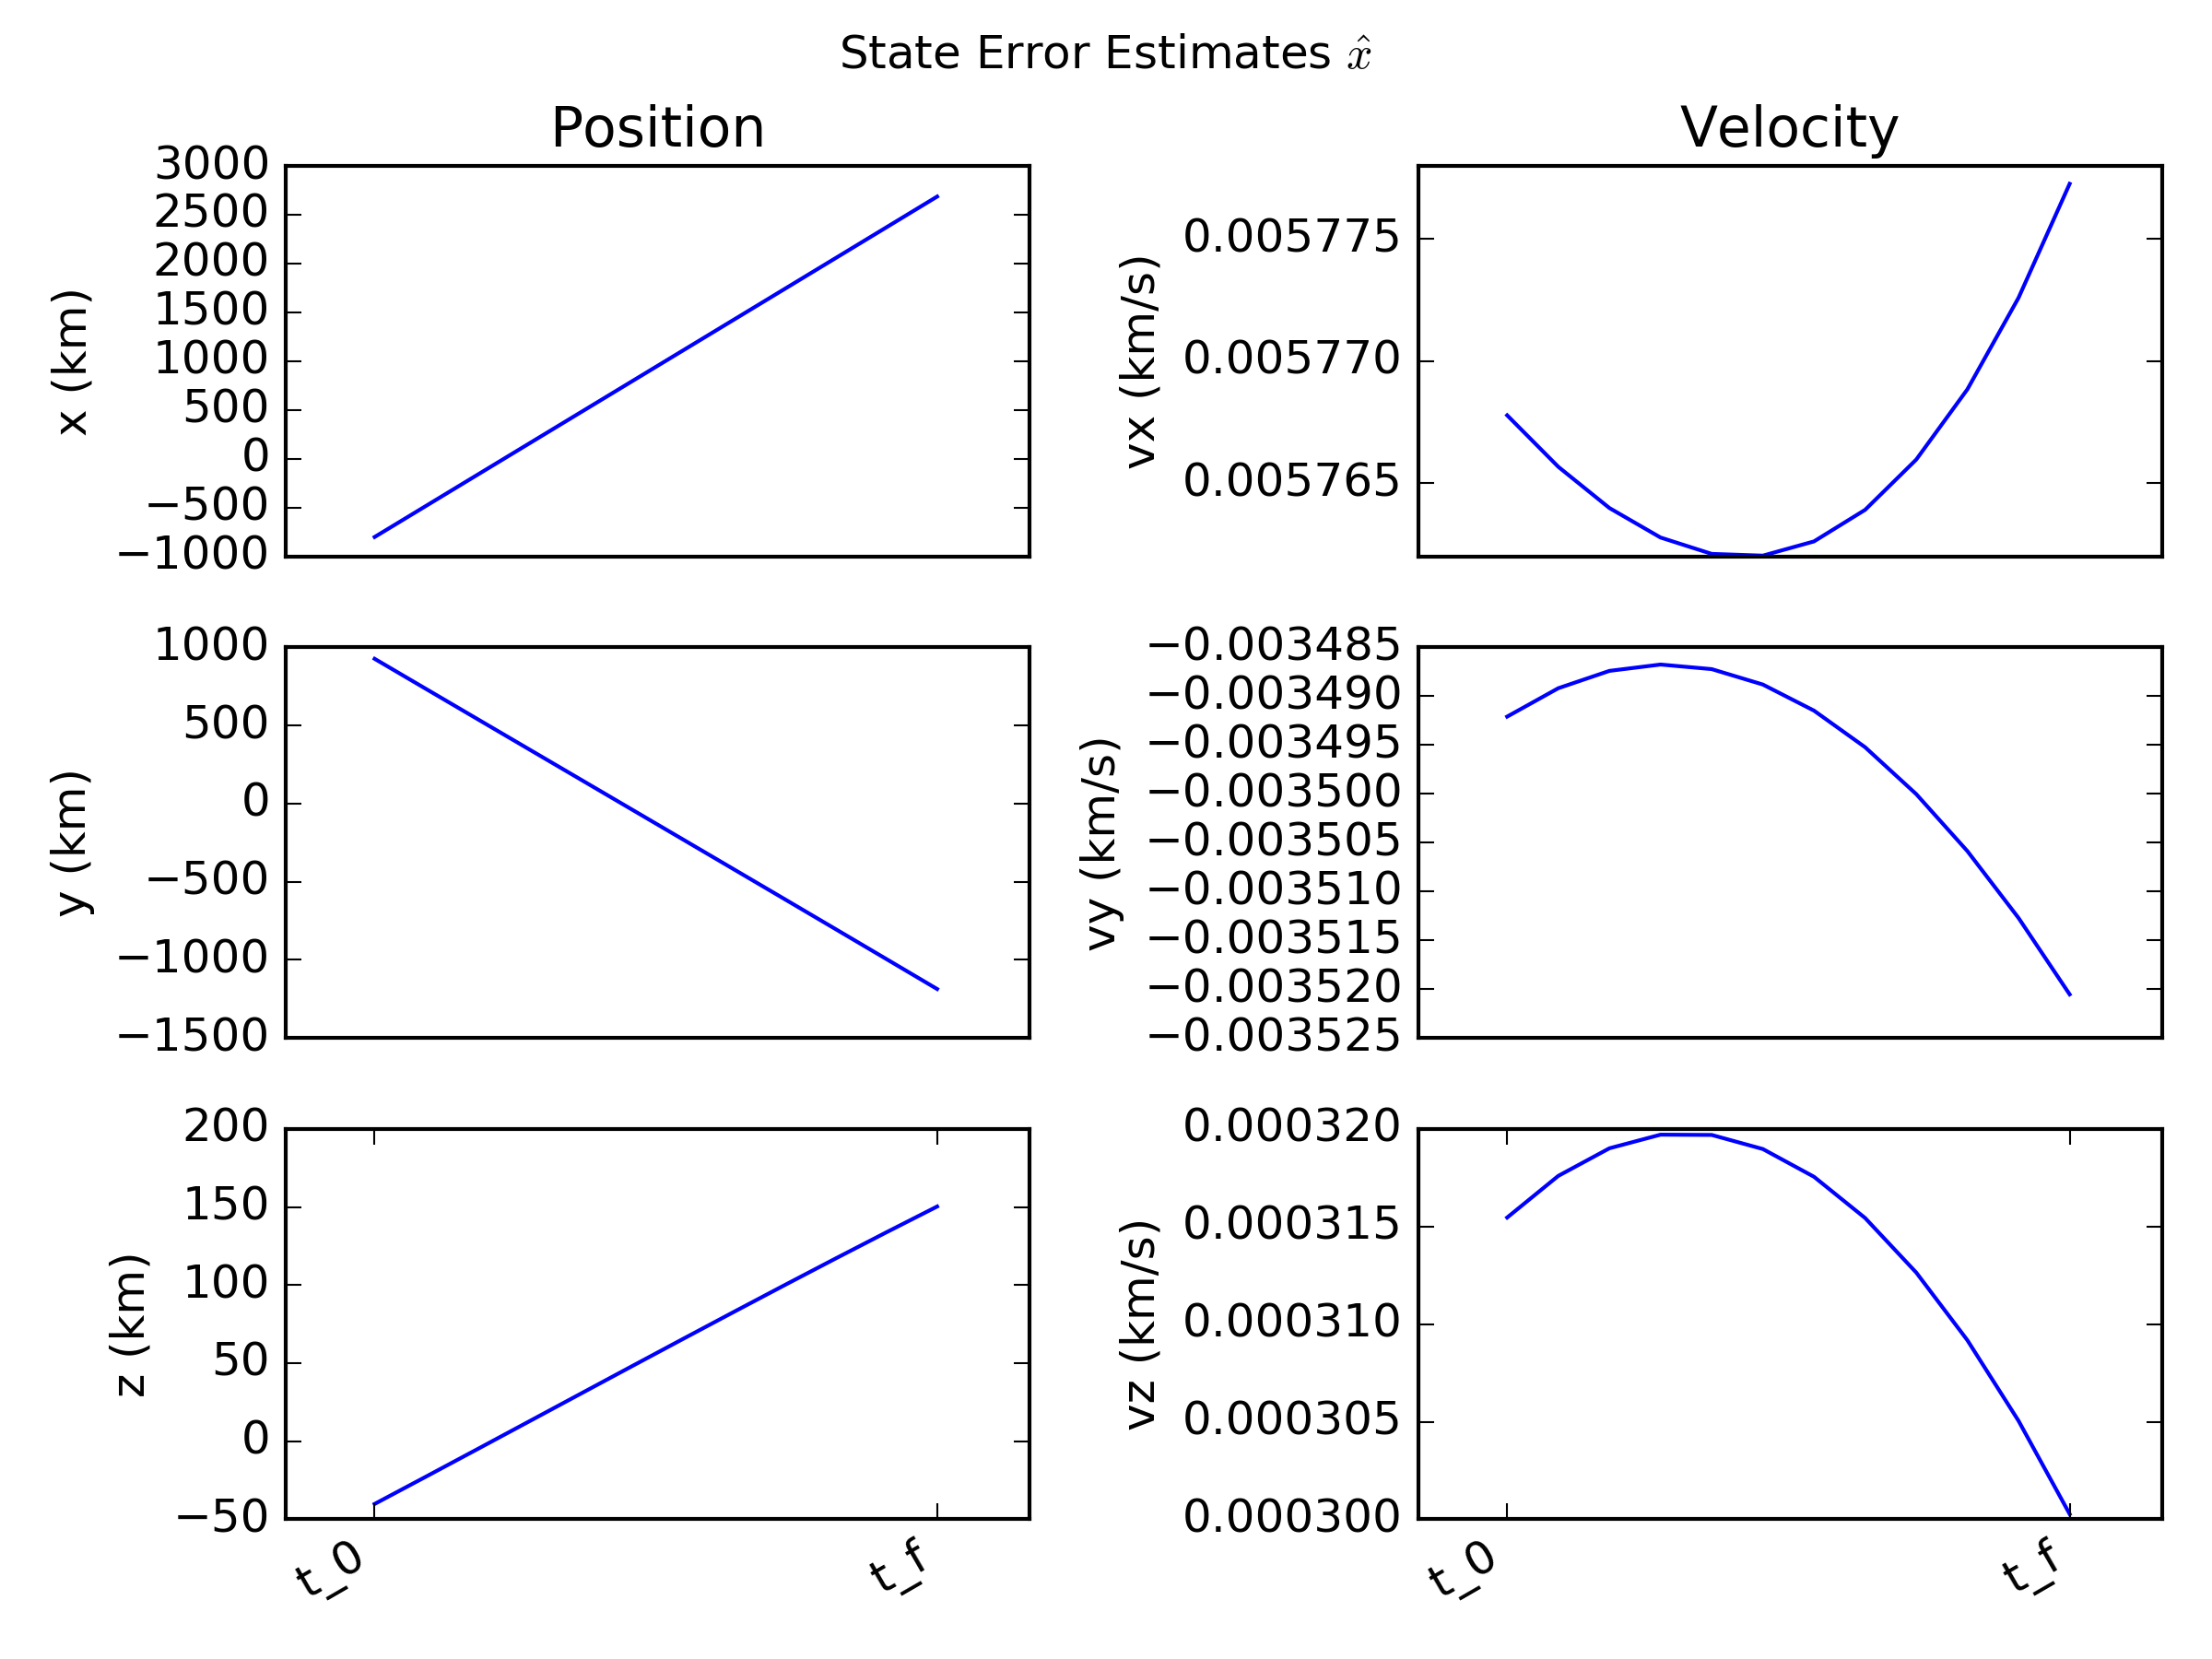 State Error Estimates x̂
Position
Velocity
x (km)
3000
2500
2000
1500
1000
500
0
−500
−1000
vx (km/s)
0.005775
0.005770
0.005765
y (km)
1000
500
0
−500
−1000
−1500
vy (km/s)
−0.003485
−0.003490
−0.003495
−0.003500
−0.003505
−0.003510
−0.003515
−0.003520
−0.003525
z (km)
200
150
100
50
0
−50
t_0
t_f
vz (km/s)
0.000320
0.000315
0.000310
0.000305
0.000300
t_0
t_f